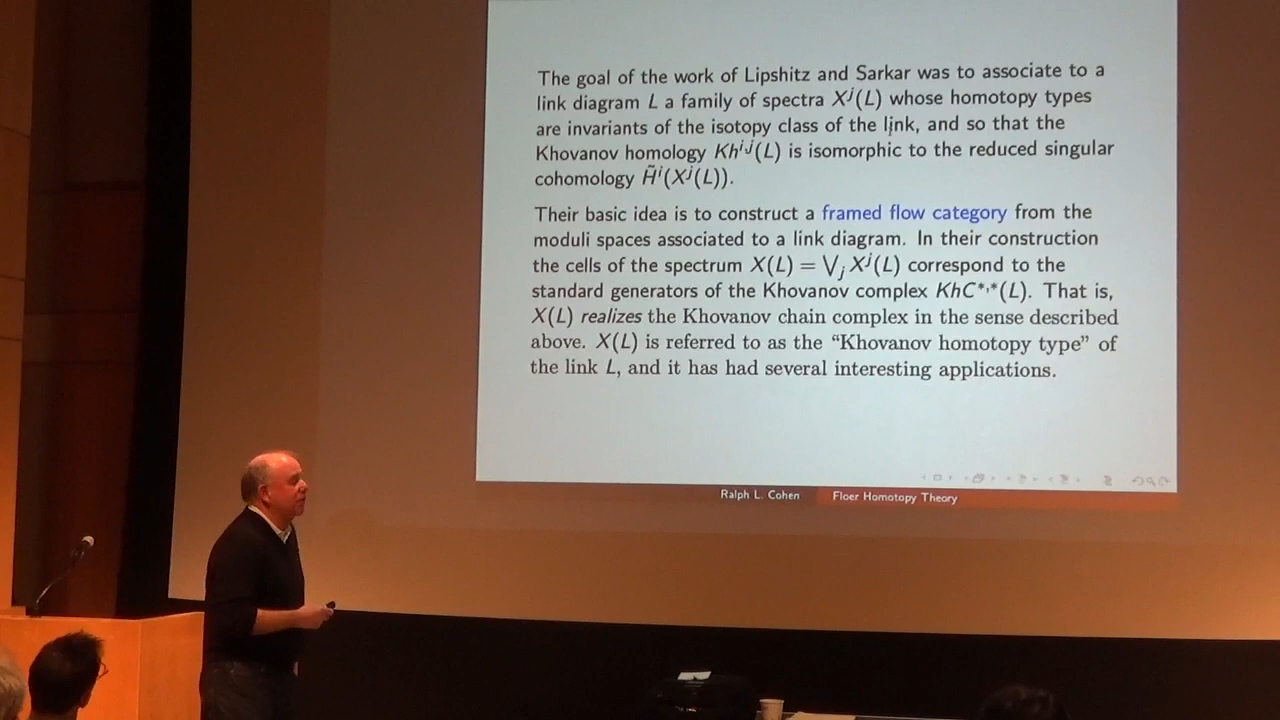 The goal of the work of Lipshitz and Sarkar was to associate to a
link diagram L a family of spectra X^j(L) whose homotopy types
are invariants of the isotopy class of the link, and so that the
Khovanov homology Kh^{i,j}(L) is isomorphic to the reduced singular
cohomology H̃^i(X^j(L)).
Their basic idea is to construct a framed flow category from the
moduli spaces associated to a link diagram. In their construction
the cells of the spectrum X(L) = ⋁_j X^j(L) correspond to the
standard generators of the Khovanov complex KhC^{*,*}(L). That is,
X(L) realizes the Khovanov chain complex in the sense described
above. X(L) is referred to as the “Khovanov homotopy type” of
the link L, and it has had several interesting applications.
Ralph L. Cohen Floer Homotopy Theory